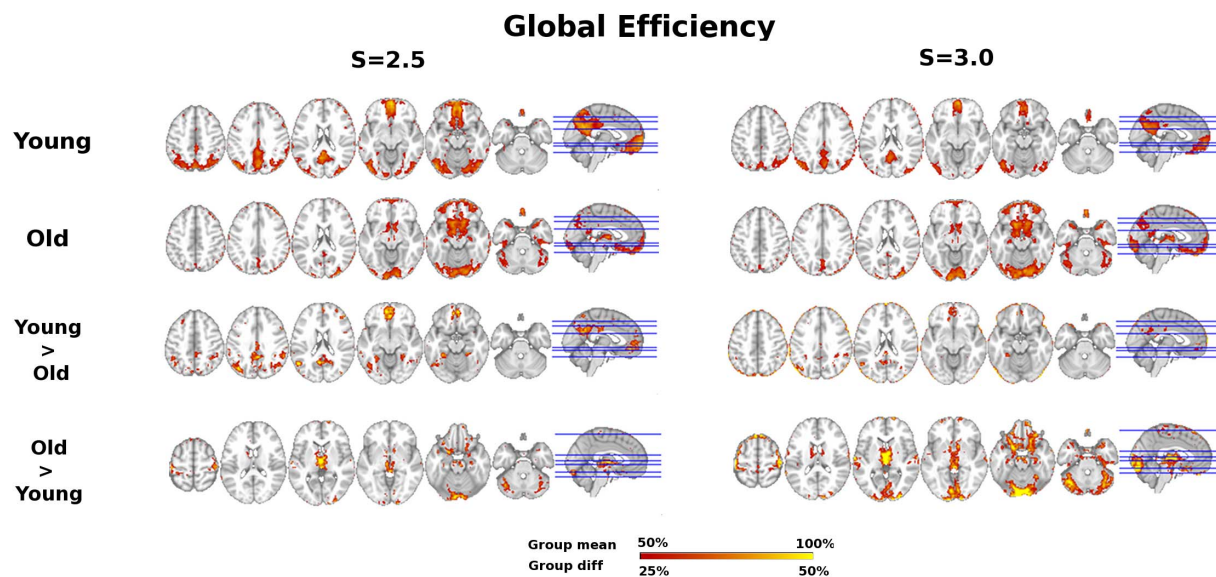 Global Efficiency
S=2.5
S=3.0
Young
Old
Young
>
Old
Old
>
Young
Group mean 50% 100%
Group diff 25% 50%